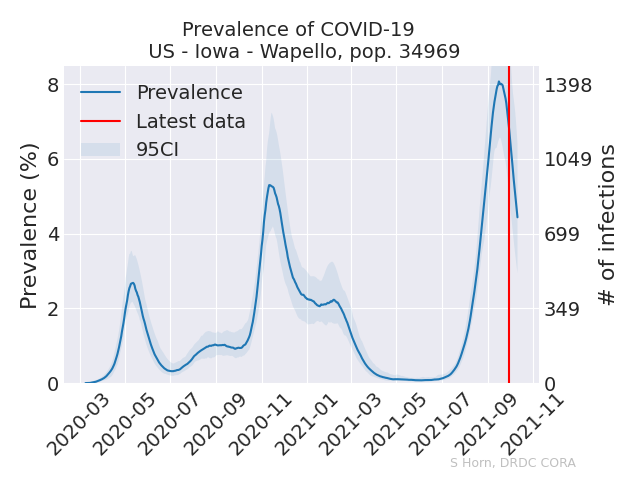 Prevalence of COVID-19
US - Iowa - Wapello, pop. 34969
Prevalence
Latest data
95CI
Prevalence (%)
8
6
4
2
0
1398
1049
699
349
0
# of infections
2020-03
2020-05
2020-07
2020-09
2020-11
2021-01
2021-03
2021-05
2021-07
2021-09
2021-11
S Horn, DRDC CORA